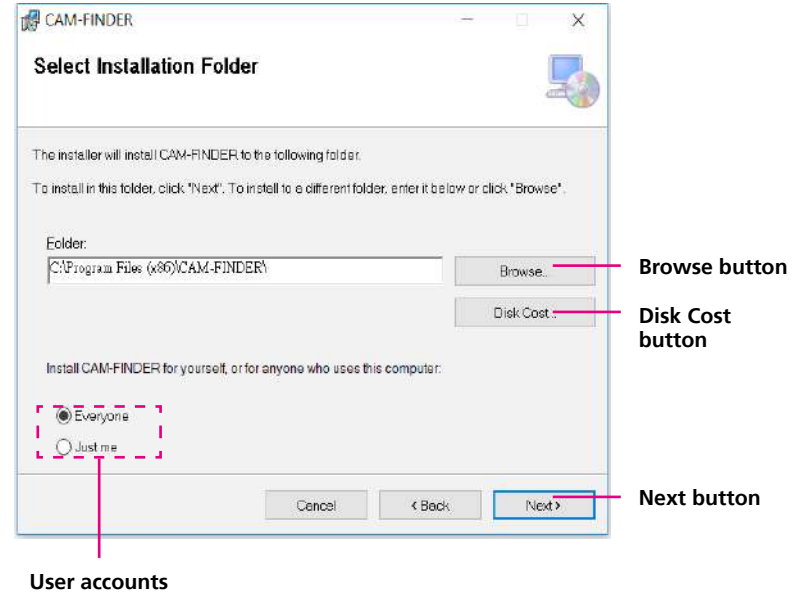 CAM-FINDER
Select Installation Folder
The installer will install CAM-FINDER to the following folder.
To install in this folder, click "Next". To install to a different folder, enter it below or click "Browse".
Folder:
C:\Program Files (x86)\CAM-FINDER\
Browse...
Browse button
Disk Cost...
Disk Cost
button
Install CAM-FINDER for yourself, or for anyone who uses this computer:
Everyone
Just me
Cancel
< Back
Next >
Next button
User accounts